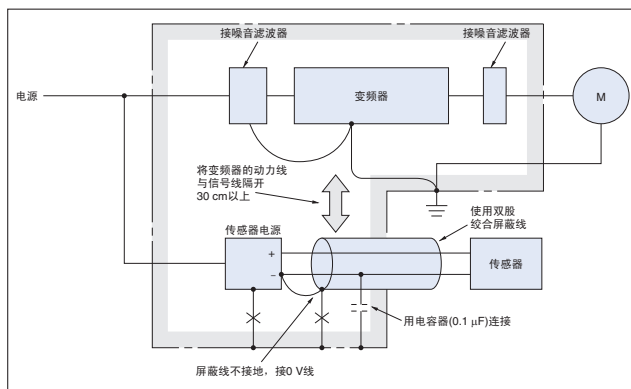 接噪音滤波器
接噪音滤波器
电源
变频器
M
将变频器的动力线
与信号线隔开
30 cm以上
使用双股
绞合屏蔽线
传感器电源
+
−
传感器
用电容器(0.1 μF)连接
屏蔽线不接地，接0 V线